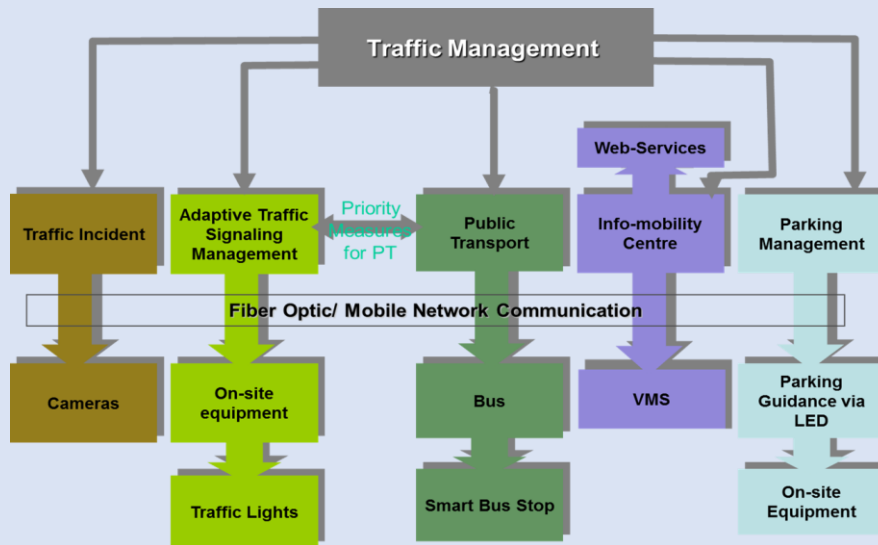 Traffic Management
Web-Services
Traffic Incident
Adaptive Traffic
Signaling
Management
Priority
Measures
for PT
Public
Transport
Info-mobility
Centre
Parking
Management
Fiber Optic/ Mobile Network Communication
Cameras
On-site
equipment
Bus
VMS
Parking
Guidance via
LED
Traffic Lights
Smart Bus Stop
On-site
Equipment